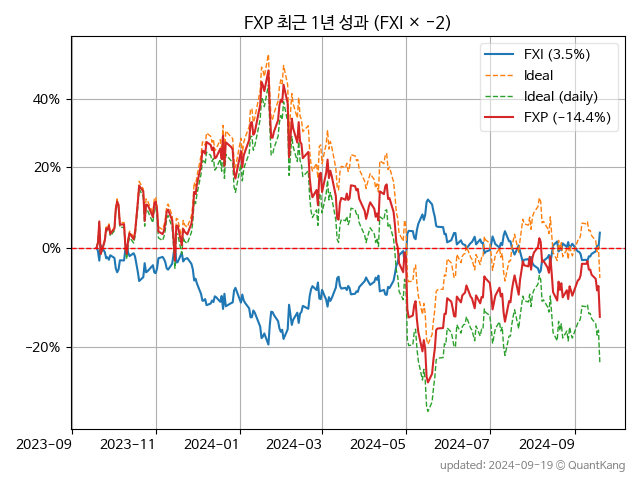 FXP 최근 1년 성과 (FXI × −2)
FXI (3.5%)
Ideal
Ideal (daily)
FXP (−14.4%)
40%
20%
0%
−20%
2023-09 2023-11 2024-01 2024-03 2024-05 2024-07 2024-09
updated: 2024-09-19 © QuantKang